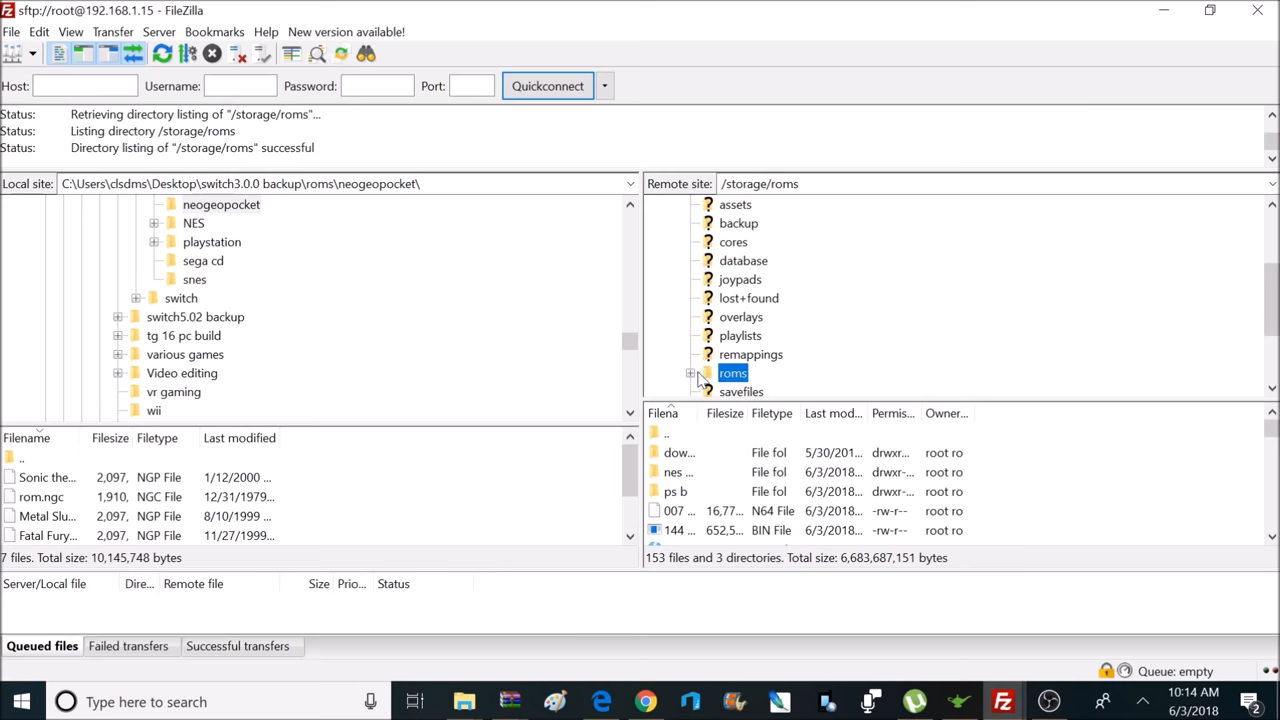 sftp://root@192.168.1.15 - FileZilla
File Edit View Transfer Server Bookmarks Help New version available!
Host: Username: Password: Port: Quickconnect
Status: Retrieving directory listing of "/storage/roms"...
Status: Listing directory /storage/roms
Status: Directory listing of "/storage/roms" successful
Local site: C:\Users\clsdms\Desktop\switch3.0.0 backup\roms\neogeopocket\
neogeopocket
NES
playstation
sega cd
snes
switch
switch5.02 backup
tg 16 pc build
various games
Video editing
vr gaming
wii
Filename Filesize Filetype Last modified
..
Sonic the... 2,097, NGP File 1/12/2000 ...
rom.ngc 1,910, NGC File 12/31/1979...
Metal Slu... 2,097, NGP File 8/10/1999 ...
Fatal Fury... 2,097, NGP File 11/27/1999...
7 files. Total size: 10,145,748 bytes
Remote site: /storage/roms
assets
backup
cores
database
joypads
lost+found
overlays
playlists
remappings
roms
savefiles
Filena Filesize Filetype Last mod... Permis... Owner...
..
dow... File fol 5/30/201... drwxr-... root ro
nes ... File fol 6/3/2018... drwxr-... root ro
ps b File fol 6/3/2018... drwxr-... root ro
007 ... 16,77... N64 File 6/3/2018... -rw-r-- root ro
144 ... 652,5... BIN File 6/3/2018... -rw-r-- root ro
153 files and 3 directories. Total size: 6,683,687,151 bytes
Server/Local file Dire... Remote file Size Prio... Status
Queued files Failed transfers Successful transfers
Queue: empty
Type here to search
10:14 AM
6/3/2018
2